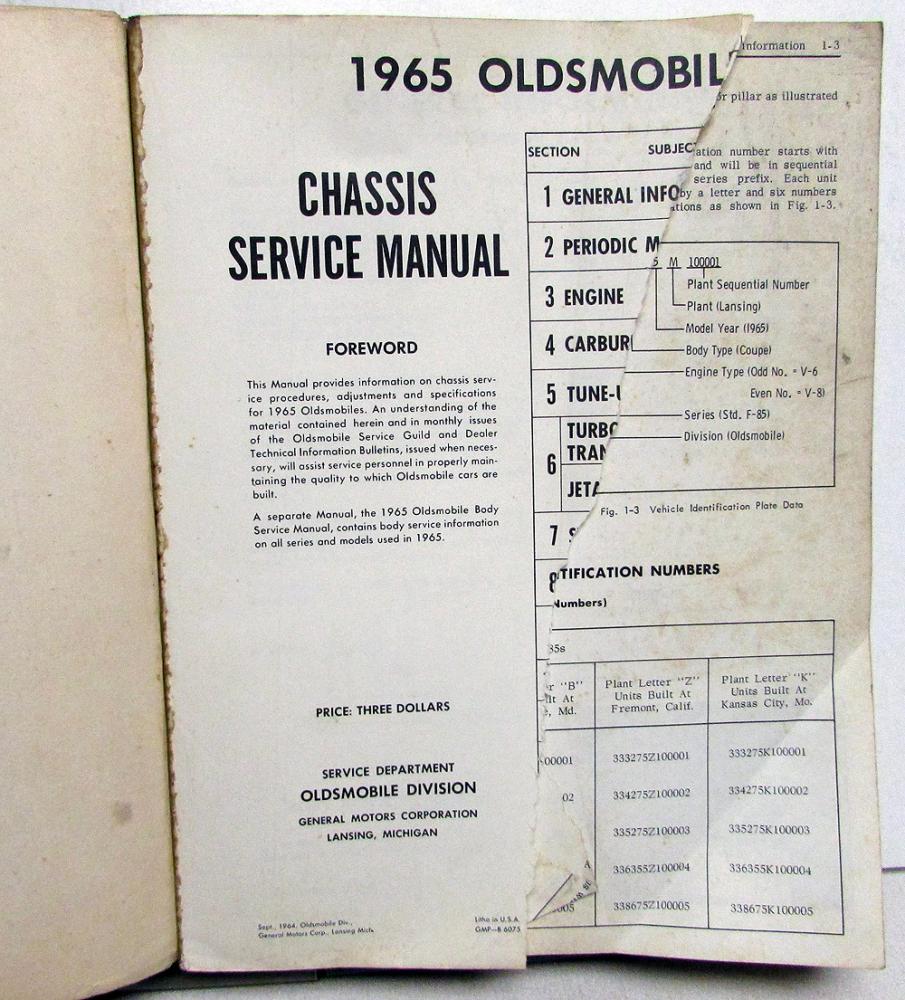 1965 OLDSMOBIL
CHASSIS
SERVICE MANUAL
FOREWORD
This Manual provides information on chassis serv-
ice procedures, adjustments and specifications
for 1965 Oldsmobiles. An understanding of the
material contained herein and in monthly issues
of the Oldsmobile Service Guild and Dealer
Technical Information Bulletins, issued when neces-
sary, will assist service personnel in properly main-
taining the quality to which Oldsmobile cars are
built.
A separate Manual, the 1965 Oldsmobile Body
Service Manual, contains body service information
on all series and models used in 1965.
PRICE: THREE DOLLARS
SERVICE DEPARTMENT
OLDSMOBILE DIVISION
GENERAL MOTORS CORPORATION
LANSING, MICHIGAN
Sept., 1964, Oldsmobile Div.,
General Motors Corp., Lansing Mich.
Litho in U.S.A.
GMP—B 6075
SECTION SUBJEC
1 GENERAL INFO
2 PERIODIC M
3 ENGINE
4 CARBUR
5 TUNE-U
6 TURBO
TRAN
JETA
7 S
8
information 1-3
or pillar as illustrated
ation number starts with
and will be in sequential
series prefix. Each unit
by a letter and six numbers
ations as shown in Fig. 1-3.
5 M 100001
Plant Sequential Number
Plant (Lansing)
Model Year (1965)
Body Type (Coupe)
Engine Type (Odd No. = V-6
Even No. = V-8)
Series (Std. F-85)
Division (Oldsmobile)
Fig. 1-3 Vehicle Identification Plate Data
TIFICATION NUMBERS
Numbers)
85s
r "B"
lt At
e, Md.
Plant Letter "Z"
Units Built At
Fremont, Calif.
Plant Letter "K"
Units Built At
Kansas City, Mo.
00001 333275Z100001 333275K100001
02 334275Z100002 334275K100002
335275Z100003 335275K100003
336355Z100004 336355K100004
005 338675Z100005 338675K100005